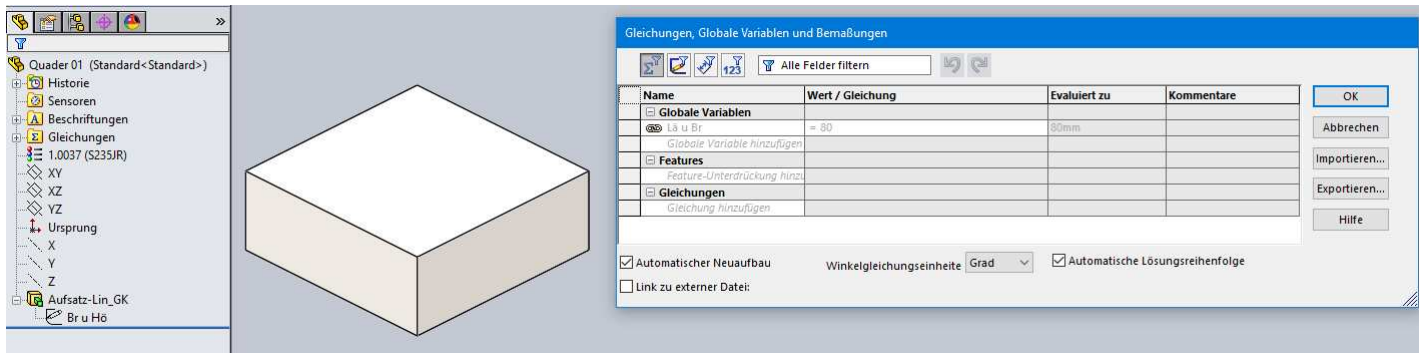 »
Quader 01 (Standard<Standard>)
Historie
Sensoren
Beschriftungen
Gleichungen
1.0037 (S235JR)
XY
XZ
YZ
Ursprung
X
Y
Z
Aufsatz-Lin_GK
Br u Hö
Gleichungen, Globale Variablen und Bemaßungen
Alle Felder filtern
Name Wert / Gleichung Evaluiert zu Kommentare
Globale Variablen
Lä u Br = 80 80mm
Globale Variable hinzufügen
Features
Feature-Unterdrückung hinzu
Gleichungen
Gleichung hinzufügen
OK
Abbrechen
Importieren...
Exportieren...
Hilfe
Automatischer Neuaufbau Winkelgleichungseinheite Grad Automatische Lösungsreihenfolge
Link zu externer Datei: